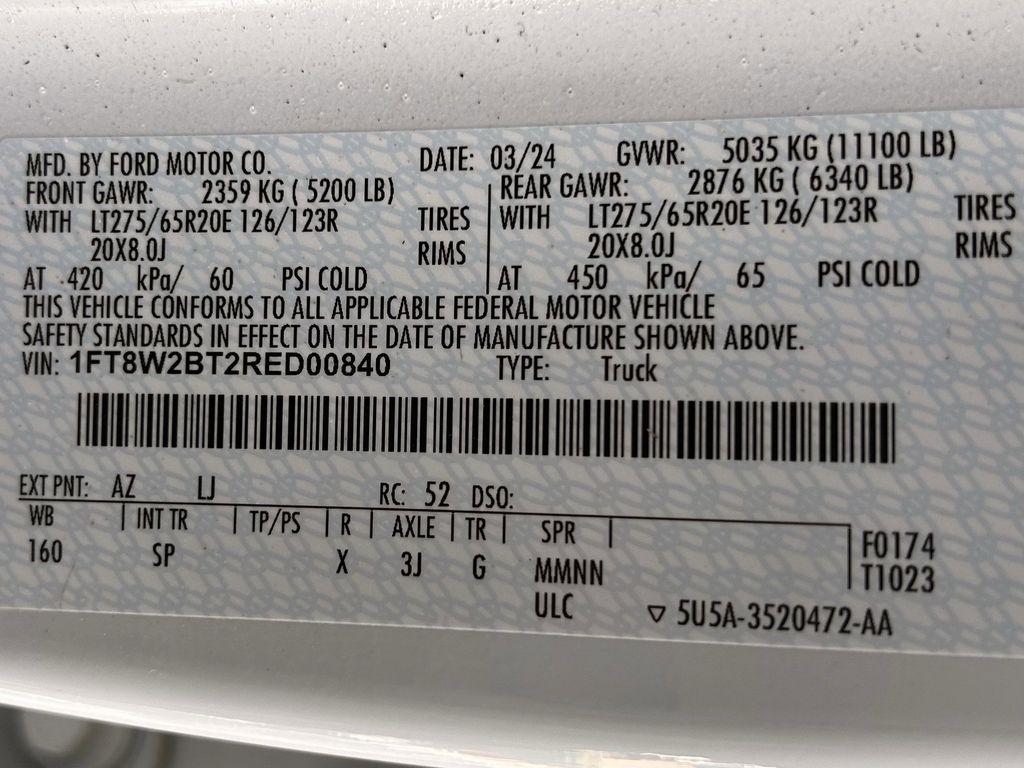 MFD. BY FORD MOTOR CO. DATE: 03/24 GVWR: 5035 KG (11100 LB)
FRONT GAWR: 2359 KG ( 5200 LB) REAR GAWR: 2876 KG ( 6340 LB)
WITH LT275/65R20E 126/123R TIRES WITH LT275/65R20E 126/123R TIRES
20X8.0J RIMS 20X8.0J RIMS
AT 420 kPa/ 60 PSI COLD AT 450 kPa/ 65 PSI COLD
THIS VEHICLE CONFORMS TO ALL APPLICABLE FEDERAL MOTOR VEHICLE
SAFETY STANDARDS IN EFFECT ON THE DATE OF MANUFACTURE SHOWN ABOVE.
VIN: 1FT8W2BT2RED00840 TYPE: Truck
EXT PNT: AZ LJ RC: 52 DSO:
WB INT TR TP/PS R AXLE TR SPR F0174
160 SP X 3J G MMNN T1023
ULC 5U5A-3520472-AA